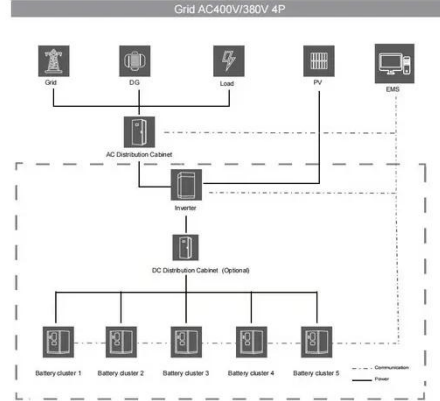 Grid AC400V/380V 4P
Grid
DG
Load
PV
EMS
AC Distribution Cabinet
Inverter
DC Distribution Cabinet (Optional)
Battery cluster 1
Battery cluster 2
Battery cluster 3
Battery cluster 4
Battery cluster 5
Communication
Power